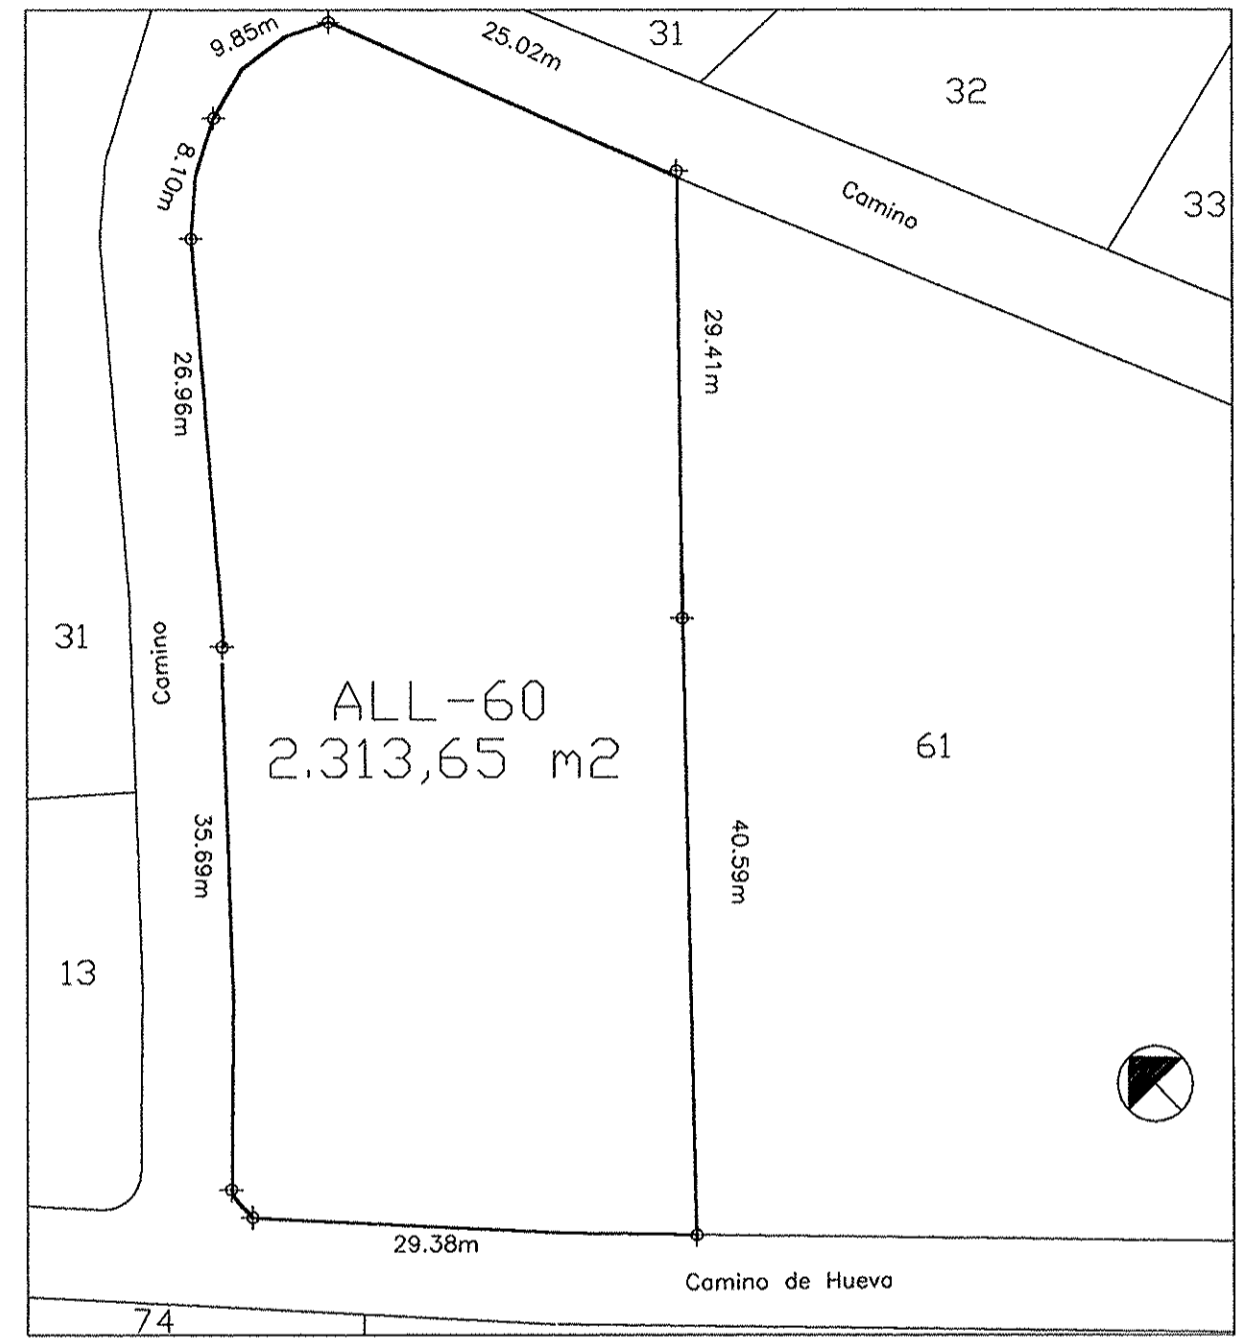 9.85m
25.02m
31
32
33
8.10m
Camino
29.41m
26.96m
31
Camino
ALL-60
2.313,65 m2
61
35.69m
40.59m
13
29.38m
Camino de Hueva
74